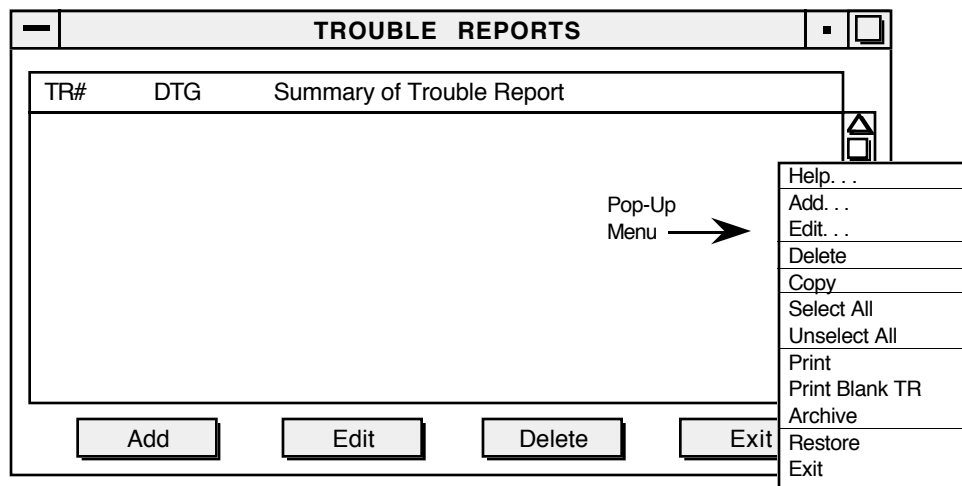 TROUBLE REPORTS
TR# DTG Summary of Trouble Report
Pop-Up
Menu
Help. . .
Add. . .
Edit. . .
Delete
Copy
Select All
Unselect All
Print
Print Blank TR
Archive
Restore
Exit
Add Edit Delete Exit